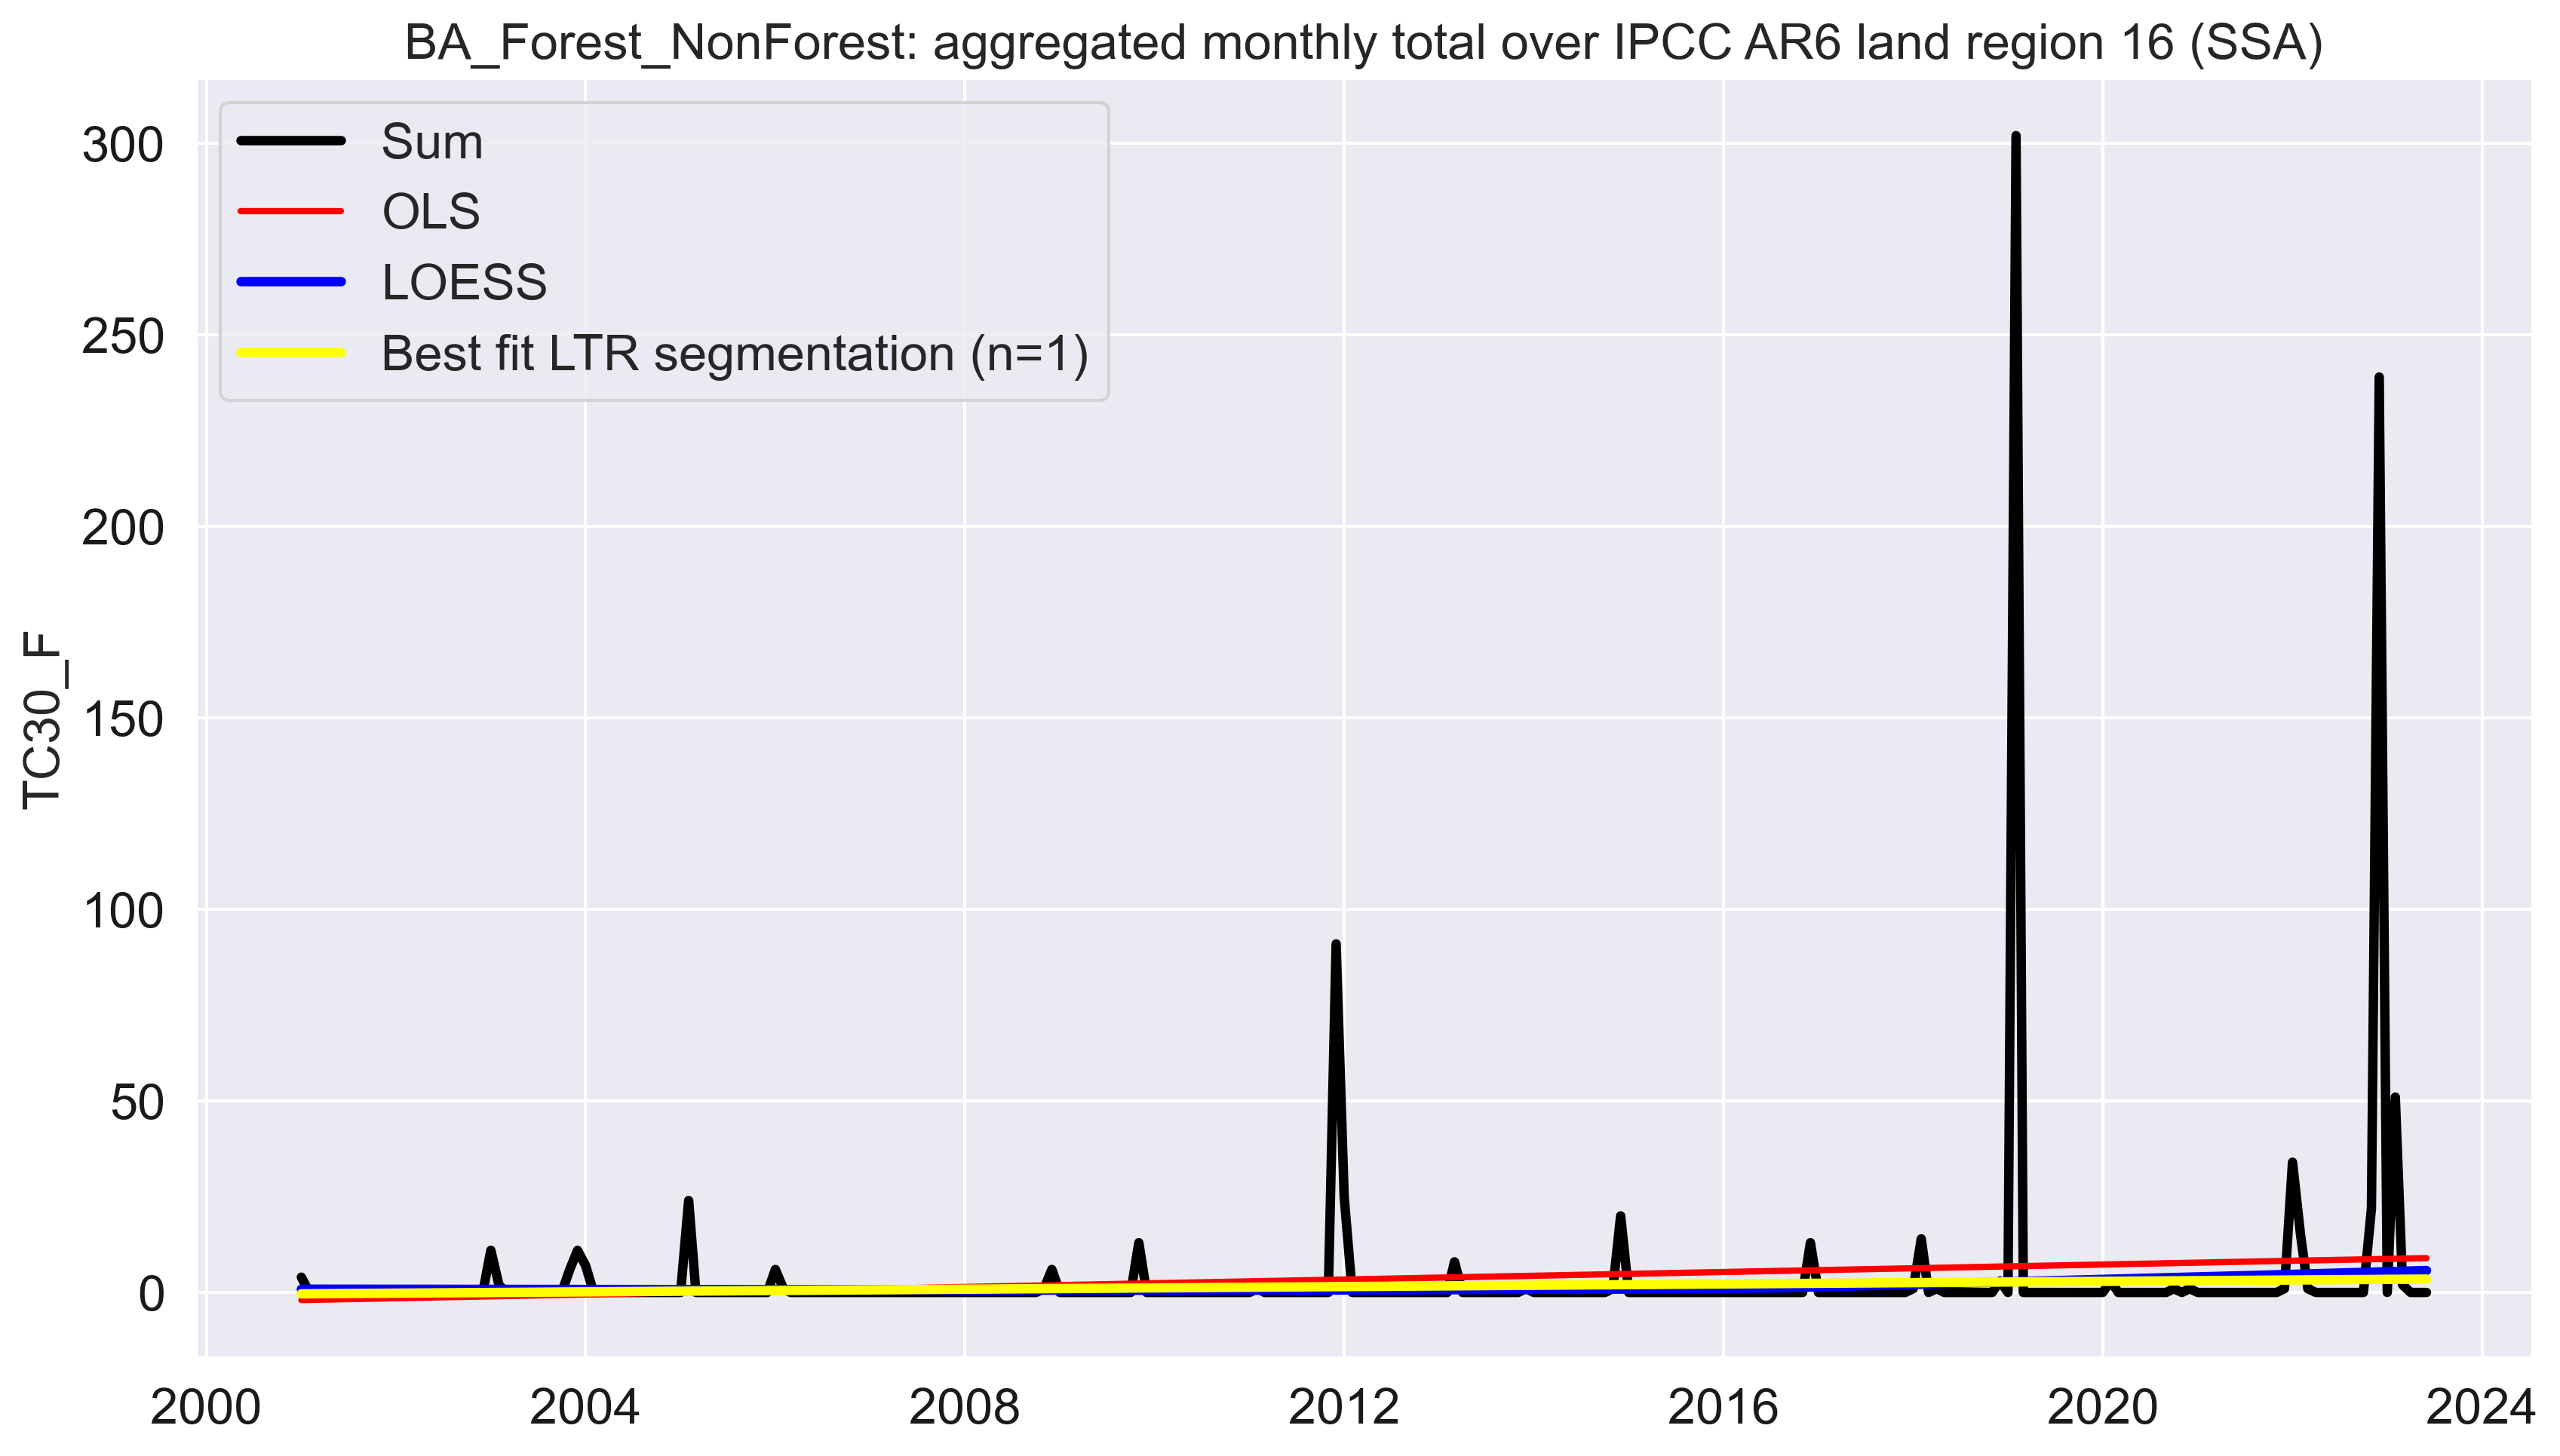 BA_Forest_NonForest: aggregated monthly total over IPCC AR6 land region 16 (SSA)
Sum
OLS
LOESS
Best fit LTR segmentation (n=1)
TC30_F
300
250
200
150
100
50
0
2000 2004 2008 2012 2016 2020 2024